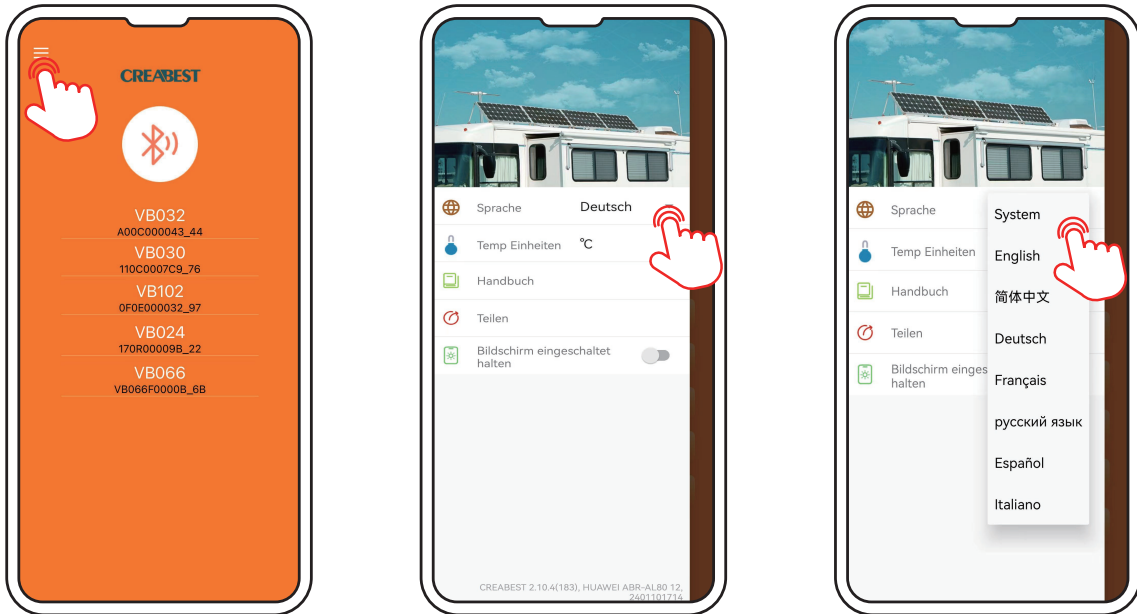 CREABEST
VB032
A00C000043_44
VB030
110C0007C9_76
VB102
0F0E000032_97
VB024
170R00009B_22
VB066
VB066F0000B_6B
Sprache Deutsch
Temp Einheiten °C
Handbuch
Teilen
Bildschirm eingeschaltet
halten
CREABEST 2.10.4(183), HUAWEI ABR-AL80 12,
2401101714
Sprache
Temp Einheiten
Handbuch
Teilen
Bildschirm einges
halten
System
English
简体中文
Deutsch
Français
русский язык
Español
Italiano